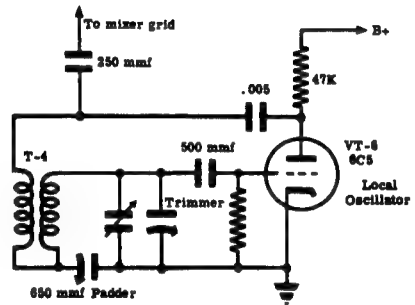 To mixer grid
B+
250 mmf
.005
47K
T-4
500 mmf
VT-6
6C5
Trimmer
Local
Oscillator
650 mmf Padder